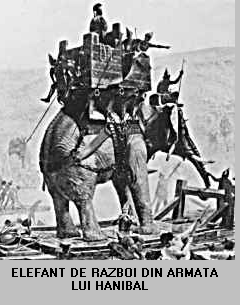 ELEFANT DE RAZBOI DIN ARMATA
LUI HANIBAL